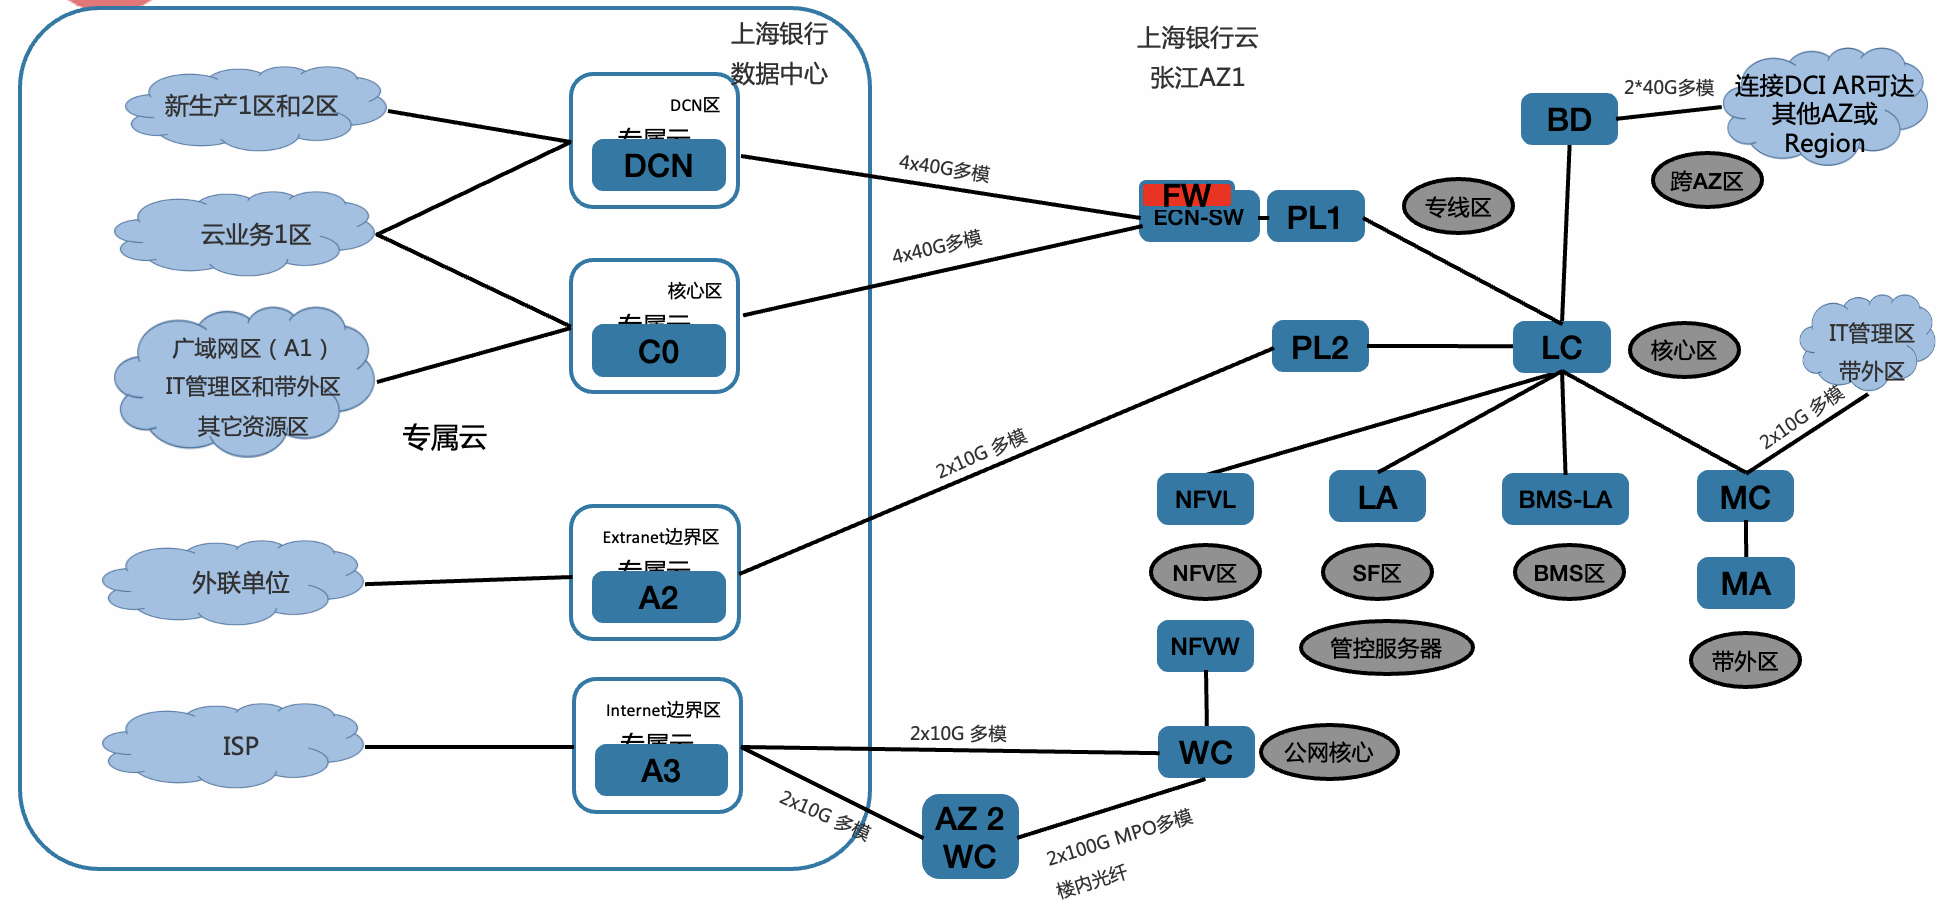 上海银行
数据中心
上海银行云
张江AZ1
新生产1区和2区
云业务1区
广域网区（A1）
IT管理区和带外区
其它资源区
专属云
外联单位
ISP
DCN区
专属云
DCN
核心区
专属云
C0
Extranet边界区
专属云
A2
Internet边界区
专属云
A3
4x40G多模
4x40G多模
2x10G 多模
2x10G 多模
2x10G 多模
AZ 2
WC
2x100G MPO多模
楼内光纤
FW
ECN-SW
PL1
专线区
BD
2*40G多模
连接DCI AR可达
其他AZ或
Region
跨AZ区
PL2
LC
核心区
IT管理区
带外区
2x10G 多模
NFVL
LA
BMS-LA
MC
NFV区
SF区
BMS区
MA
NFVW
管控服务器
带外区
WC
公网核心